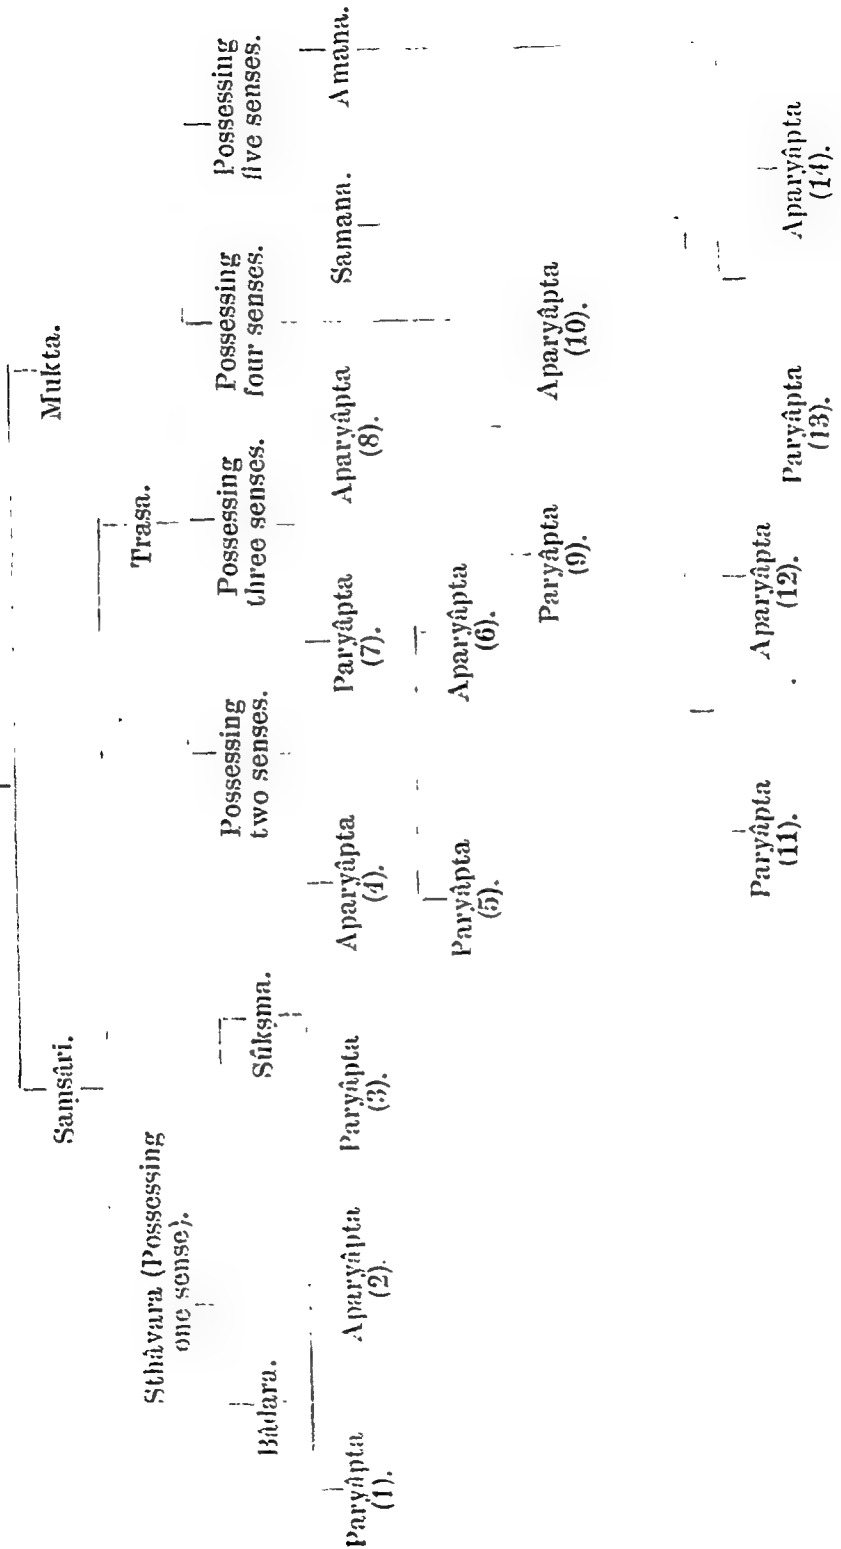 Saṃsâri.
Mukta.
Sthâvara (Possessing
one sense).
Trasa.
Bâdara.
Sûkṣma.
Possessing
two senses.
Possessing
three senses.
Possessing
four senses.
Possessing
five senses.
Paryâpta
(1).
Aparyâpta
(2).
Paryâpta
(3).
Aparyâpta
(4).
Paryâpta
(7).
Aparyâpta
(8).
Samana.
Amana.
Paryâpta
(5).
Aparyâpta
(6).
Paryâpta
(9).
Aparyâpta
(10).
Paryâpta
(11).
Aparyâpta
(12).
Paryâpta
(13).
Aparyâpta
(14).